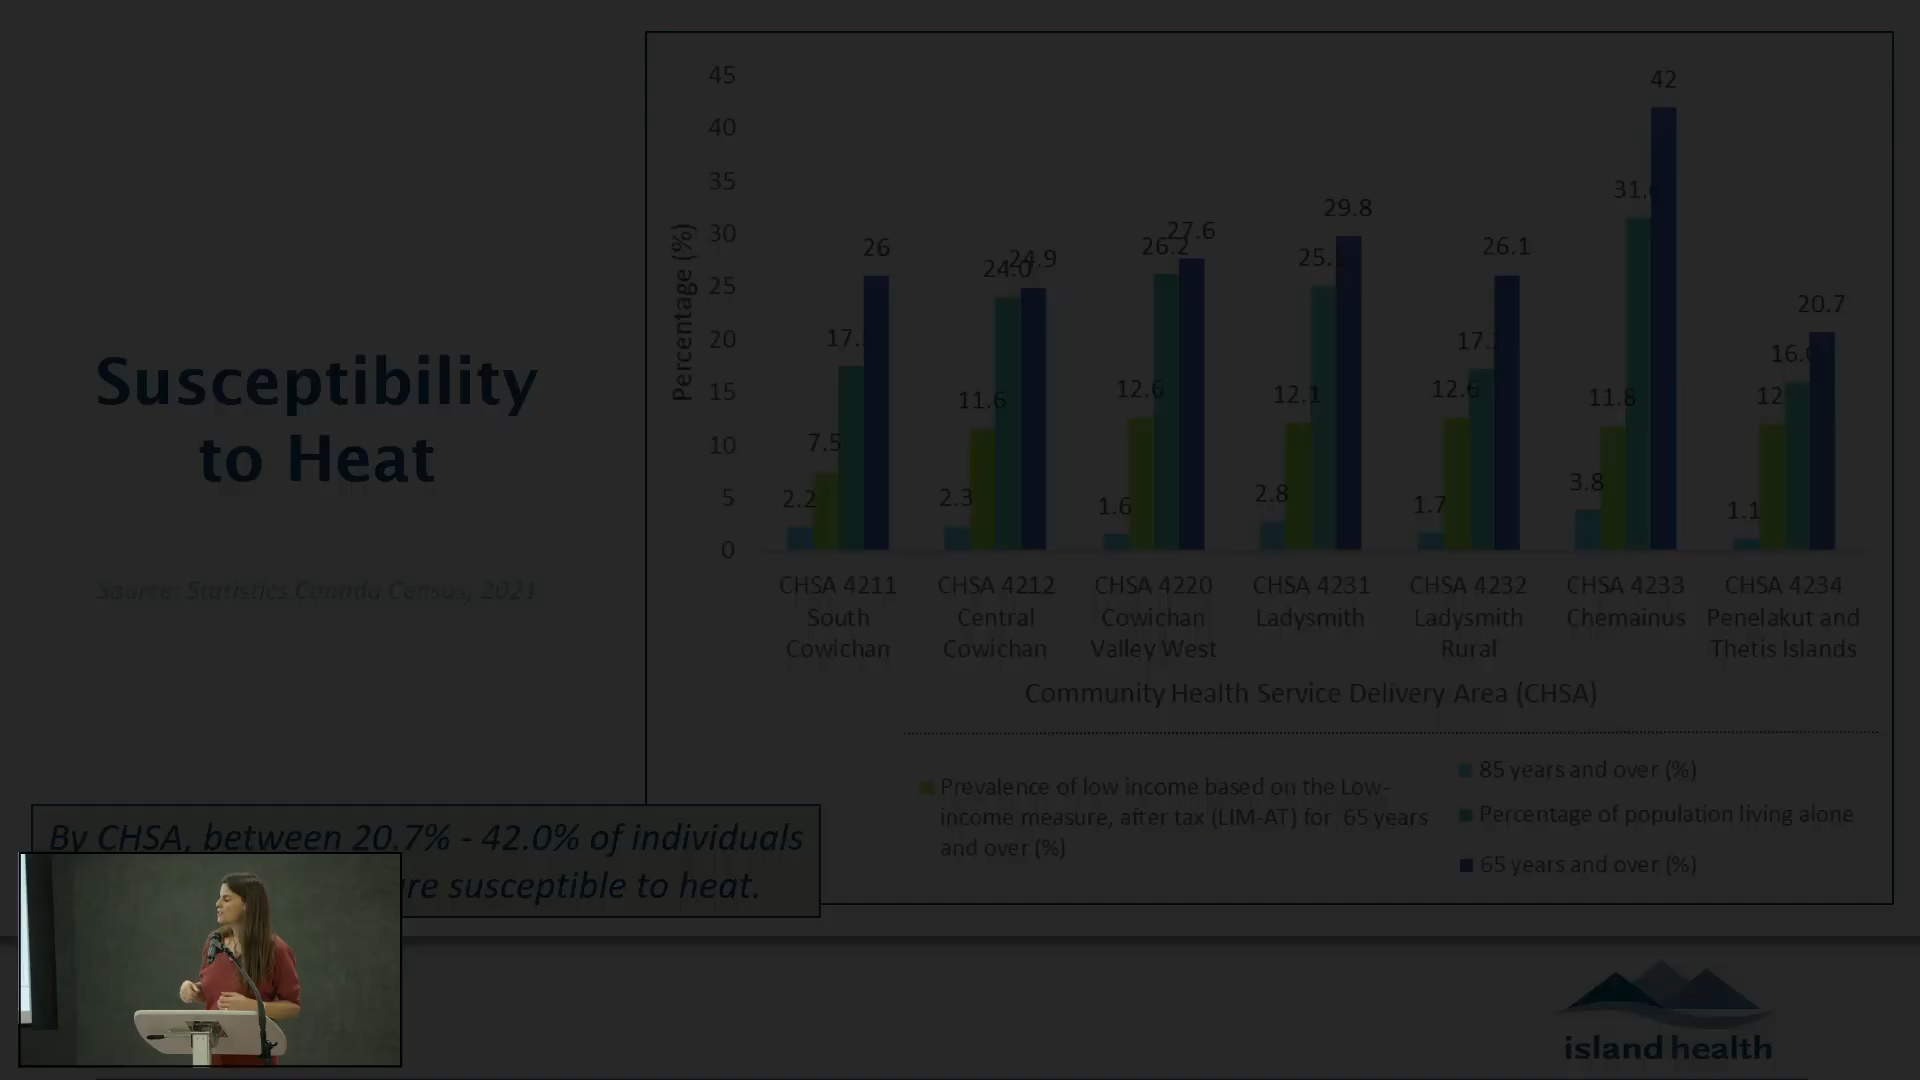 Susceptibility
to Heat
Source: Statistics Canada Census, 2021
By CHSA, between 20.7% - 42.0% of individuals
are susceptible to heat.
Percentage (%)
45
40
35
30
25
20
15
10
5
0
2.2
7.5
17.
26
2.3
11.6
24.0
24.9
1.6
12.6
26.2
27.6
2.8
12.1
25.
29.8
1.7
12.6
17.
26.1
3.8
11.8
31.
42
1.1
12
16.0
20.7
CHSA 4211
South
Cowichan
CHSA 4212
Central
Cowichan
CHSA 4220
Cowichan
Valley West
CHSA 4231
Ladysmith
CHSA 4232
Ladysmith
Rural
CHSA 4233
Chemainus
CHSA 4234
Penelakut and
Thetis Islands
Community Health Service Delivery Area (CHSA)
Prevalence of low income based on the Low-
income measure, after tax (LIM-AT) for 65 years
and over (%)
85 years and over (%)
Percentage of population living alone
65 years and over (%)
island health